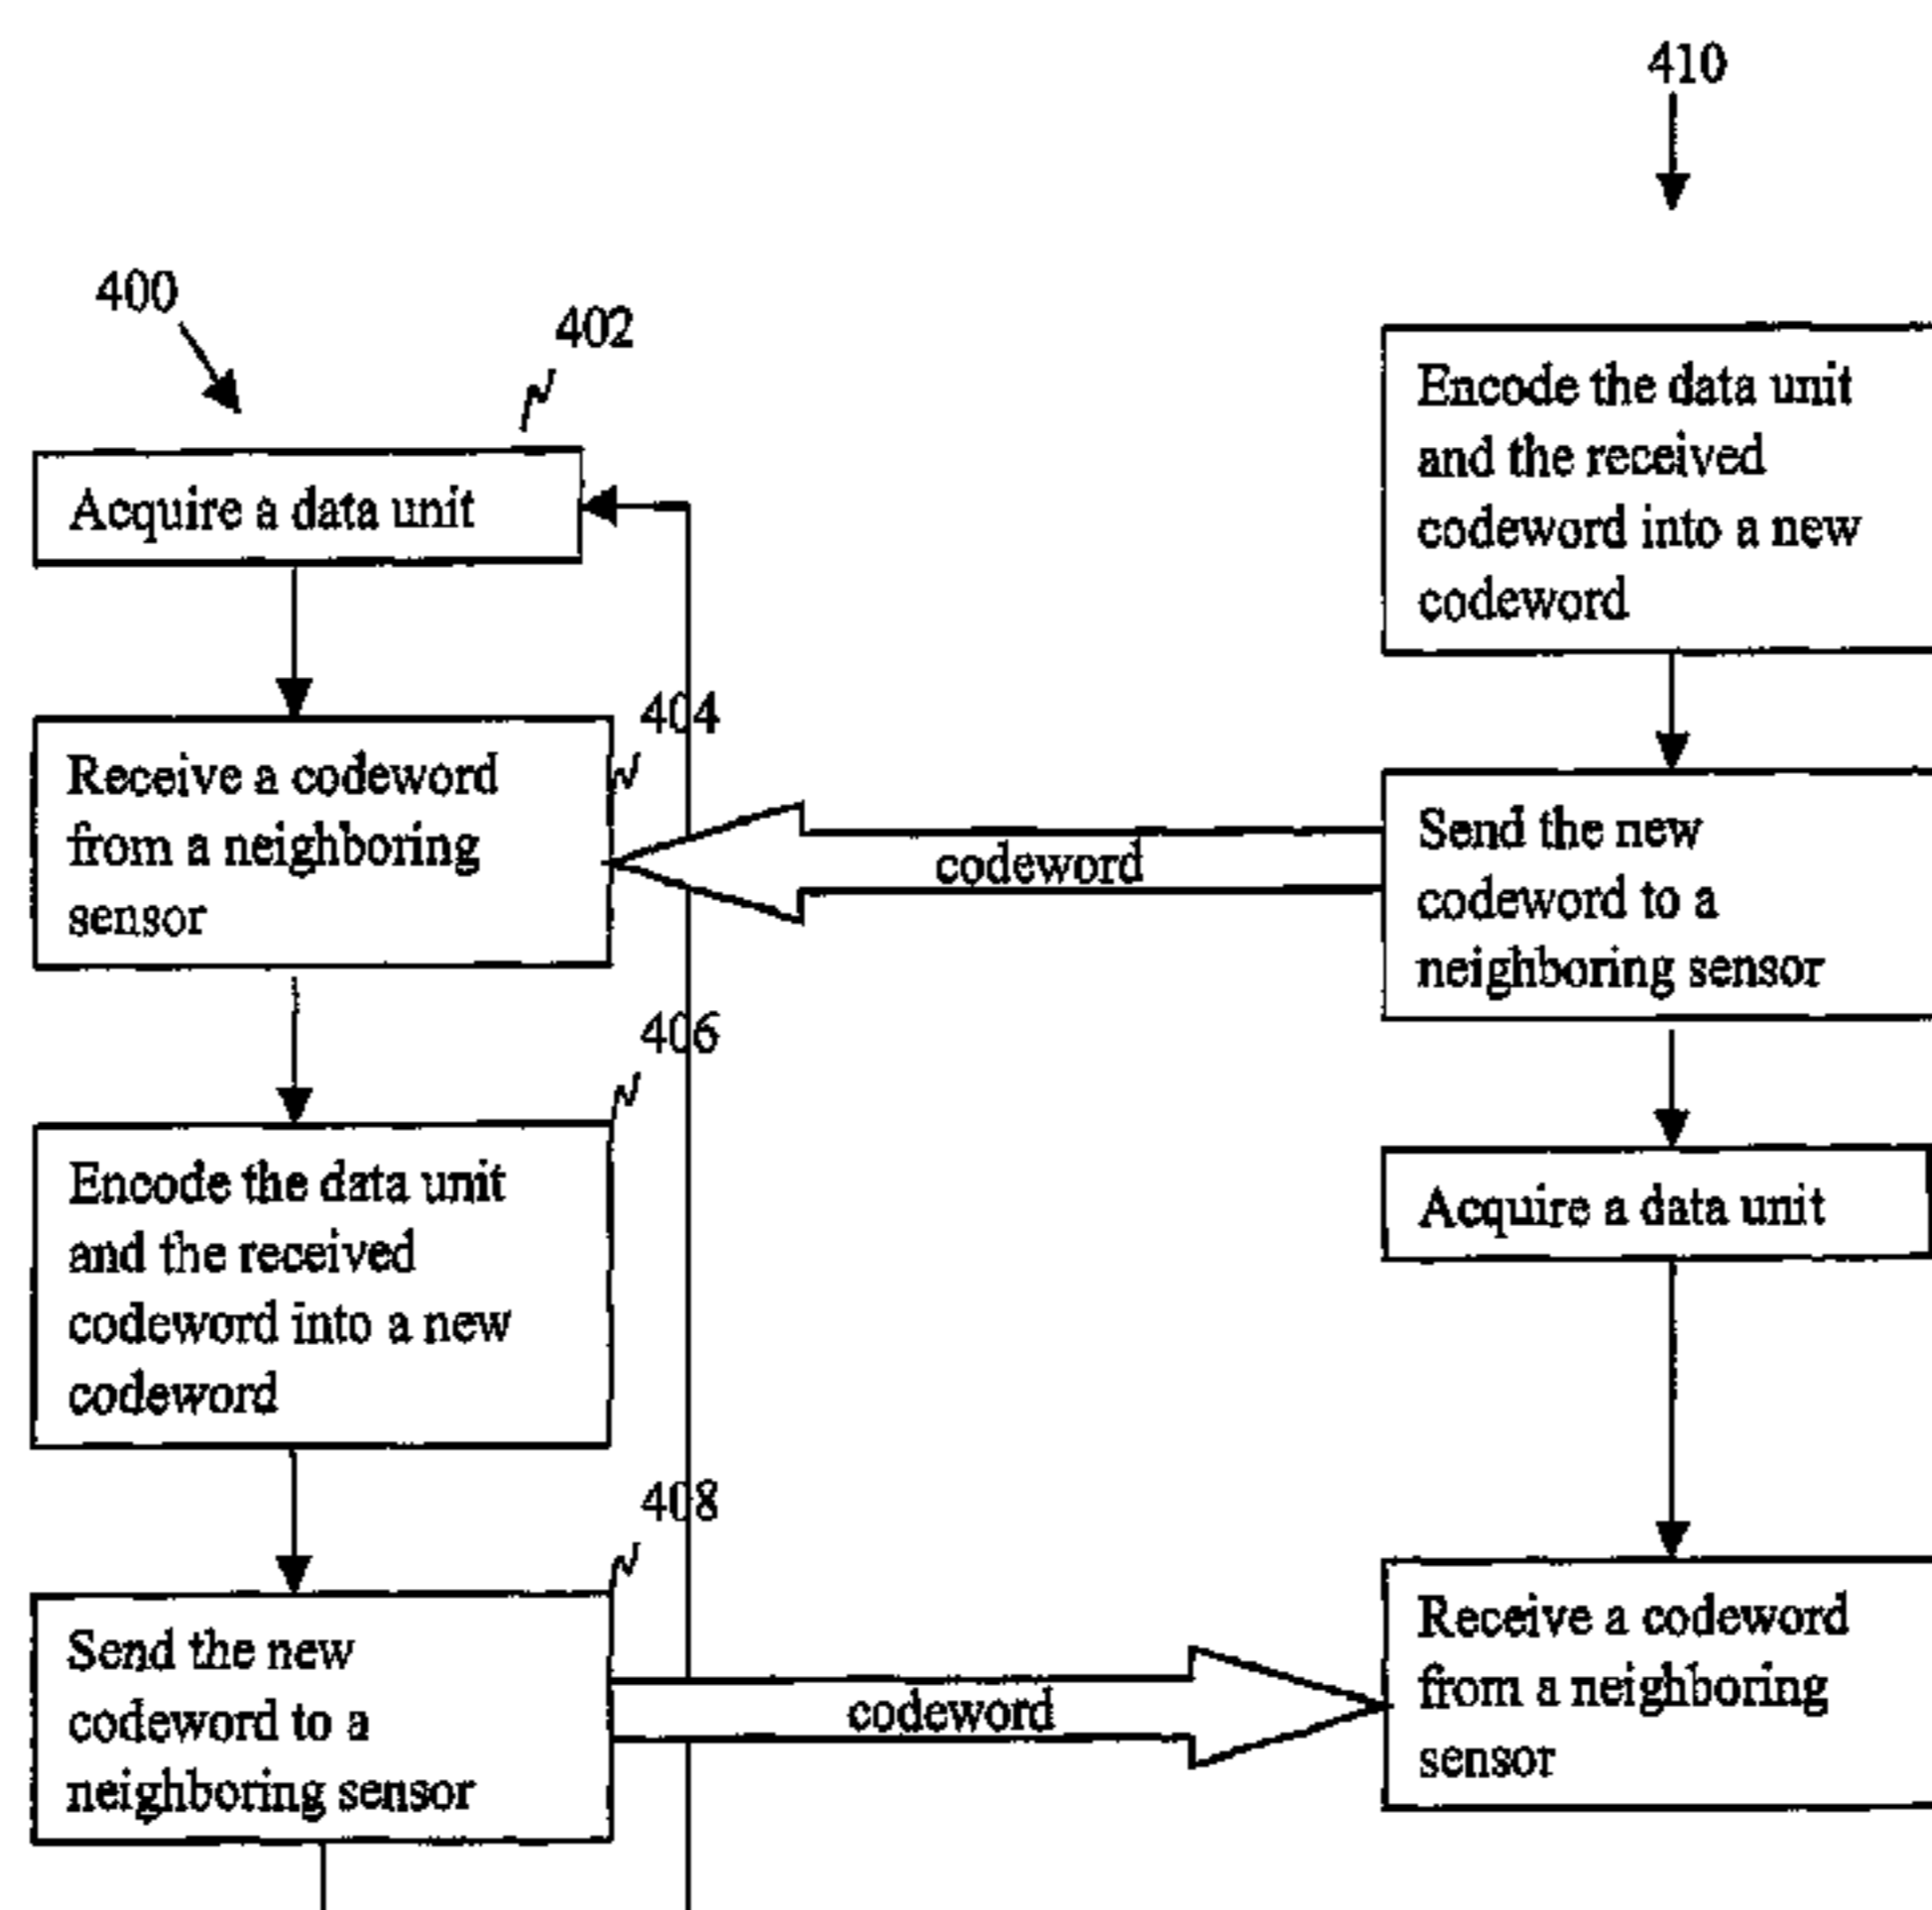 410
400
402
Acquire a data unit
404
Receive a codeword
from a neighboring
sensor
406
Encode the data unit
and the received
codeword into a new
codeword
408
Send the new
codeword to a
neighboring sensor
codeword
codeword
Encode the data unit
and the received
codeword into a new
codeword
Send the new
codeword to a
neighboring sensor
Acquire a data unit
Receive a codeword
from a neighboring
sensor